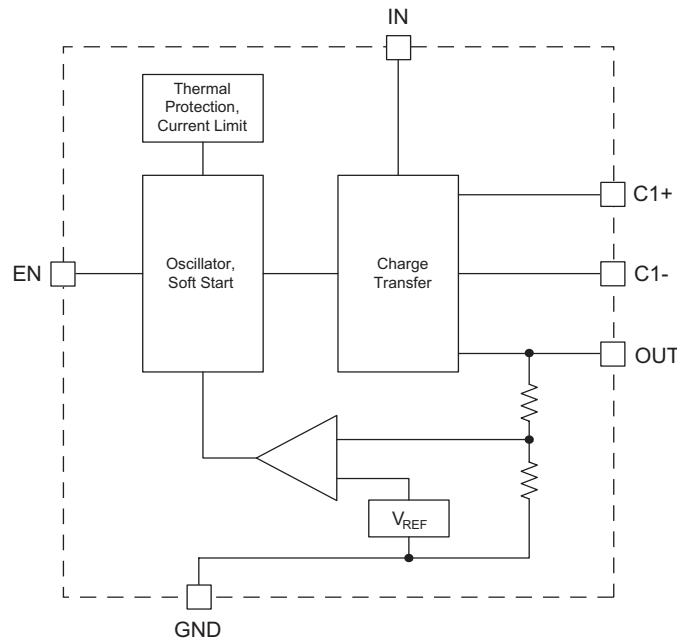 IN
Thermal
Protection,
Current Limit
C1+
EN
Oscillator,
Soft Start
Charge
Transfer
C1-
OUT
VREF
GND